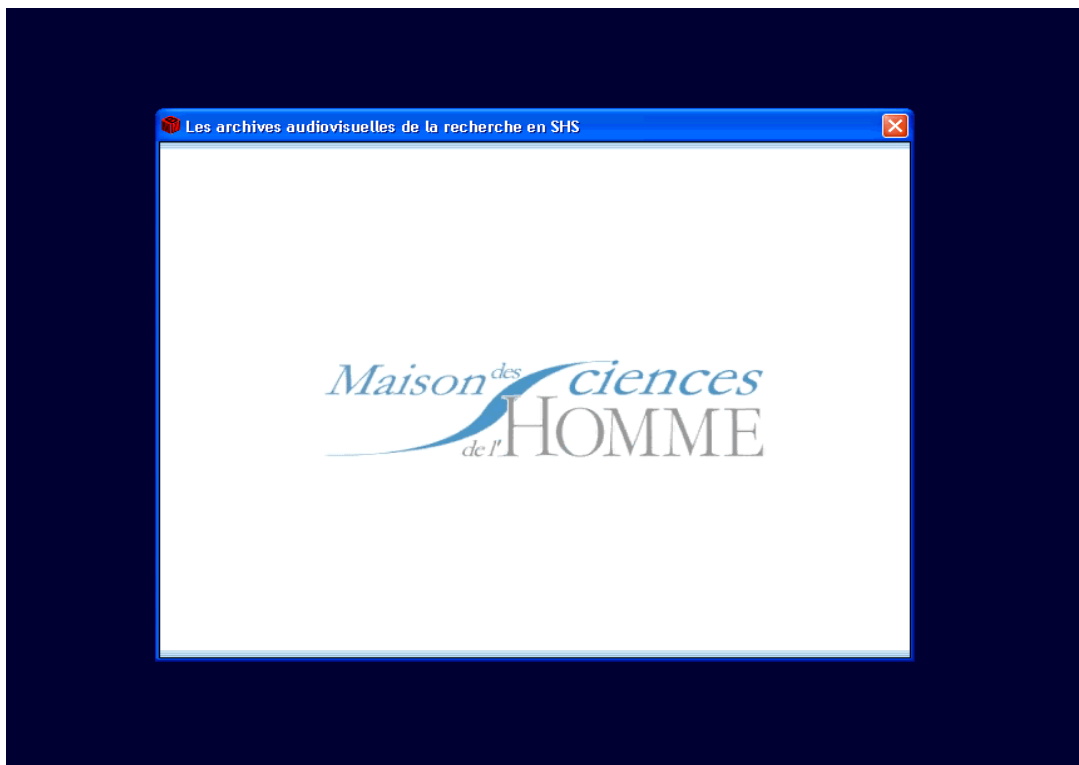 Les archives audiovisuelles de la recherche en SHS
Maison des Sciences
de l'HOMME